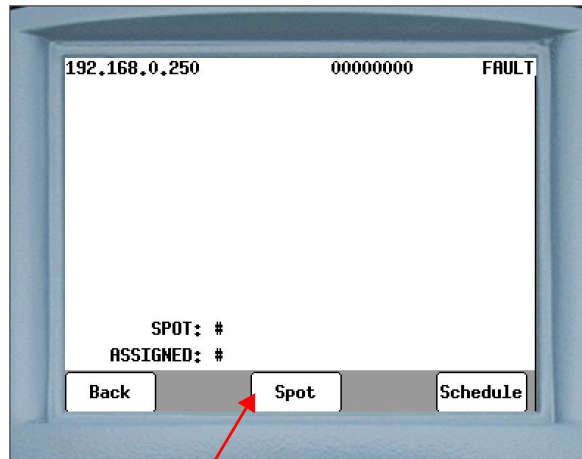 192.168.0.250 00000000 FAULT
SPOT: #
ASSIGNED: #
Back Spot Schedule